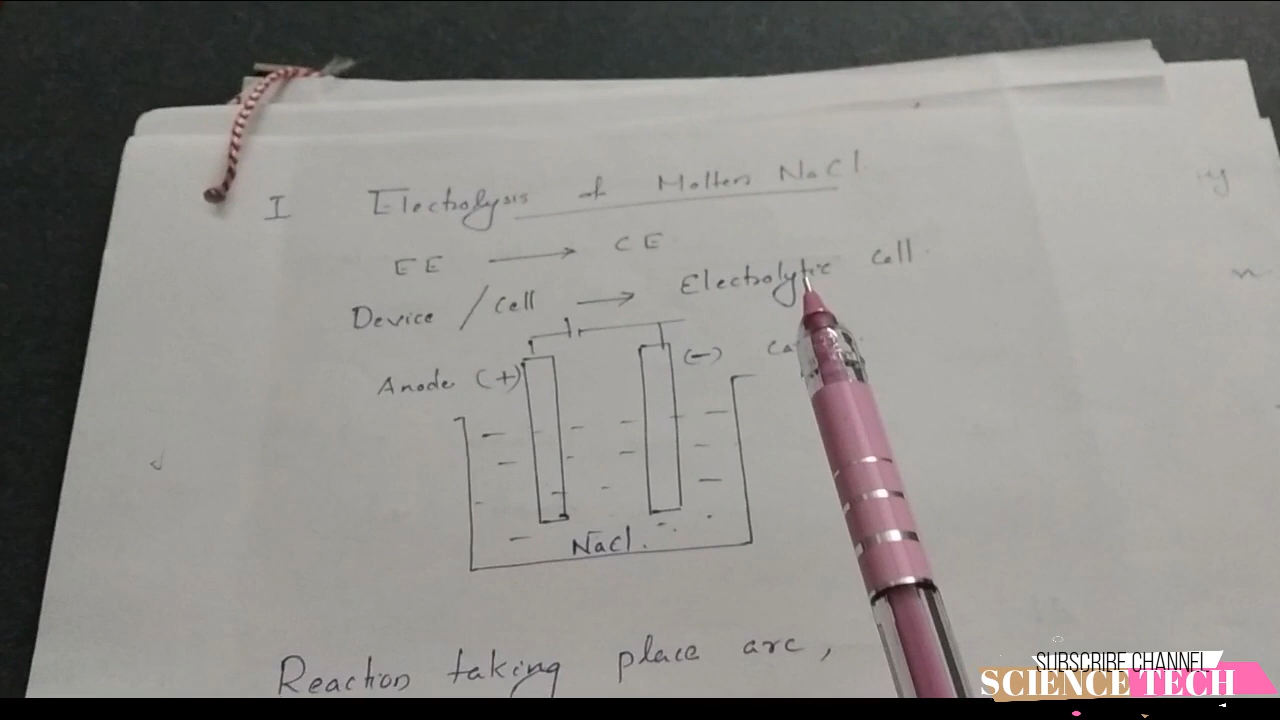 I Electrolysis of Molten NaCl.
EE → CE
Device / Cell → Electrolytic Cell.
Anode (+) (-)
NaCl.
Reaction taking place are,
SUBSCRIBE CHANNEL
SCIENCE TECH